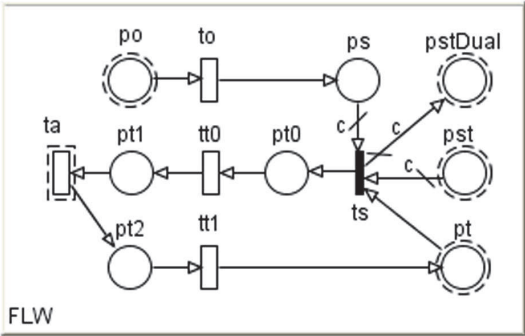 po to ps pstDual
c c
ta pt1 tt0 pt0 c pst
ts
pt2 tt1 pt
FLW